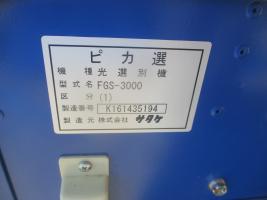 ピカ選
機種 光選別機
型式名 FGS-3000
区分 (1)
製造番号 K161435194
製造元 株式会社 サタケ